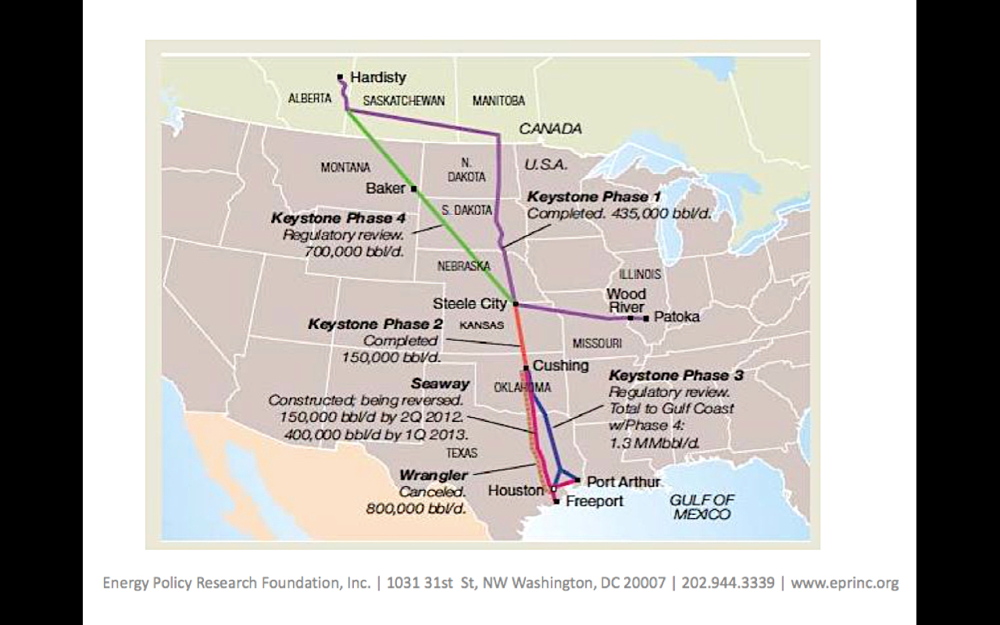 Hardisty
ALBERTA
SASKATCHEWAN
MANITOBA
CANADA
U.S.A.
MONTANA
N.
DAKOTA
Baker
S. DAKOTA
Keystone Phase 1
Completed. 435,000 bbl/d.
Keystone Phase 4
Regulatory review.
700,000 bbl/d.
NEBRASKA
ILLINOIS
Wood
River
Steele City
Patoka
Keystone Phase 2
Completed
150,000 bbl/d.
KANSAS
MISSOURI
Cushing
Keystone Phase 3
Regulatory review.
Total to Gulf Coast
w/Phase 4:
1.3 MMbbl/d.
Seaway
Constructed; being reversed.
150,000 bbl/d by 2Q 2012.
400,000 bbl/d by 1Q 2013.
OKLAHOMA
TEXAS
Wrangler
Canceled.
800,000 bbl/d.
Houston
Port Arthur
Freeport
GULF OF
MEXICO
Energy Policy Research Foundation, Inc. | 1031 31st St, NW Washington, DC 20007 | 202.944.3339 | www.eprinc.org